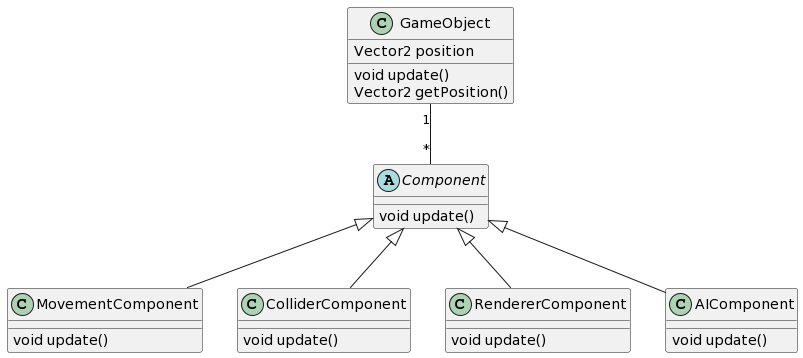 C GameObject
Vector2 position
void update()
Vector2 getPosition()
1
*
A Component
void update()
C MovementComponent
void update()
C ColliderComponent
void update()
C RendererComponent
void update()
C AIComponent
void update()